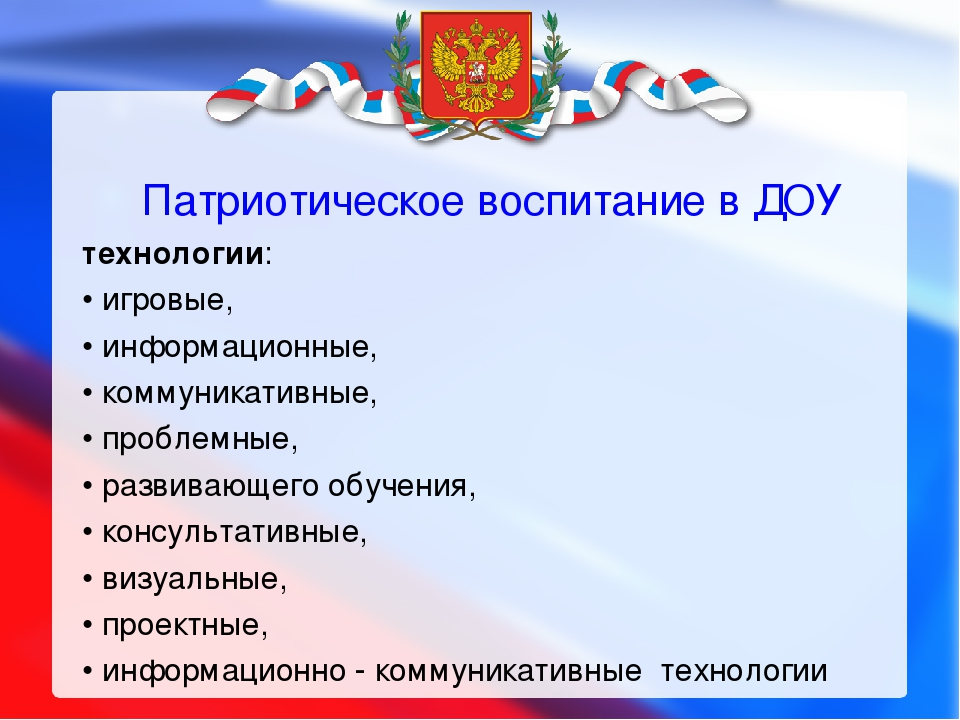 Патриотическое воспитание в ДОУ
технологии:
• игровые,
• информационные,
• коммуникативные,
• проблемные,
• развивающего обучения,
• консультативные,
• визуальные,
• проектные,
• информационно - коммуникативные  технологии